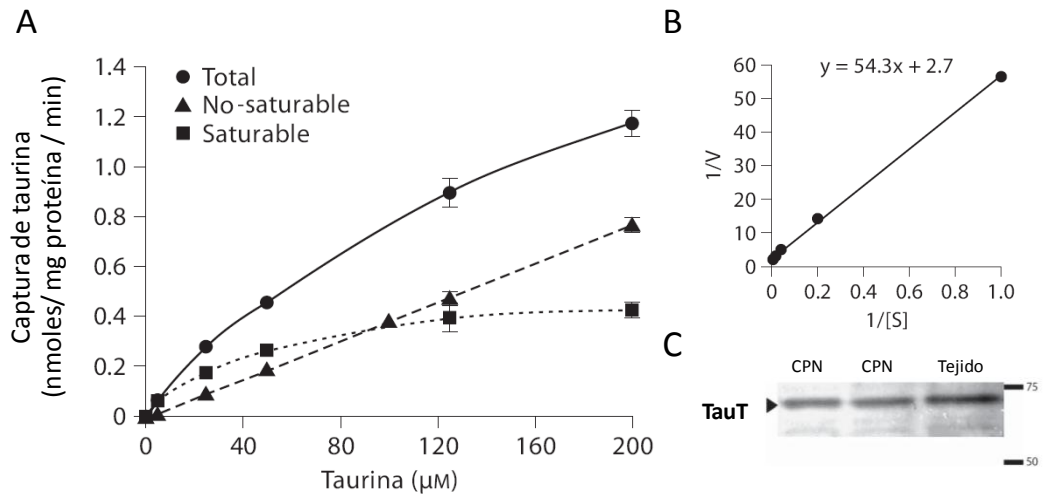 A
Captura de taurina
(nmoles/ mg proteína / min)
1.4
1.2
1.0
0.8
0.6
0.4
0.2
0
Total
No-saturable
Saturable
0
40
80
120
160
200
Taurina (µM)
B
y = 54.3x + 2.7
1/V
60
50
40
30
20
10
0
0
0.2
0.4
0.6
0.8
1.0
1/[S]
C
CPN
CPN
Tejido
TauT
75
50